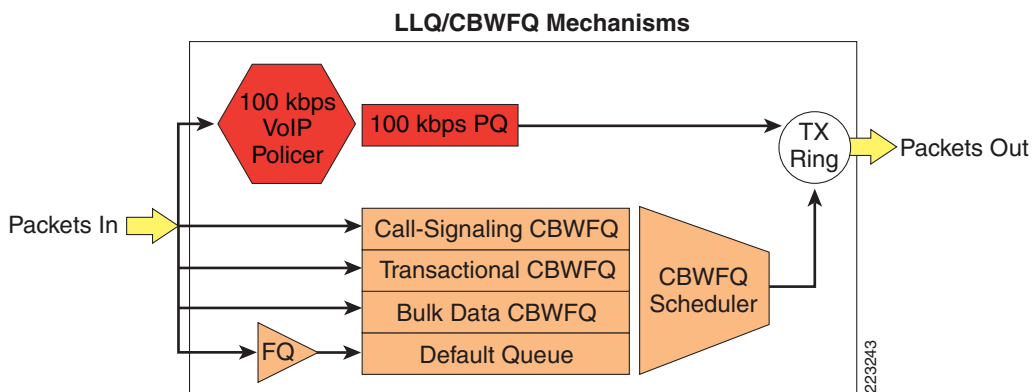 LLQ/CBWFQ Mechanisms
100 kbps
VoIP
Policer
100 kbps PQ
TX
Ring
Packets Out
Packets In
Call-Signaling CBWFQ
Transactional CBWFQ
Bulk Data CBWFQ
FQ
Default Queue
CBWFQ
Scheduler
223243